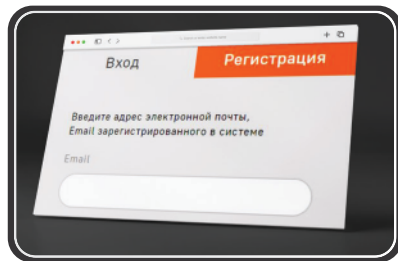 Вход
Регистрация
Введите адрес электронной почты,
Email зарегистрированного в системе
Email